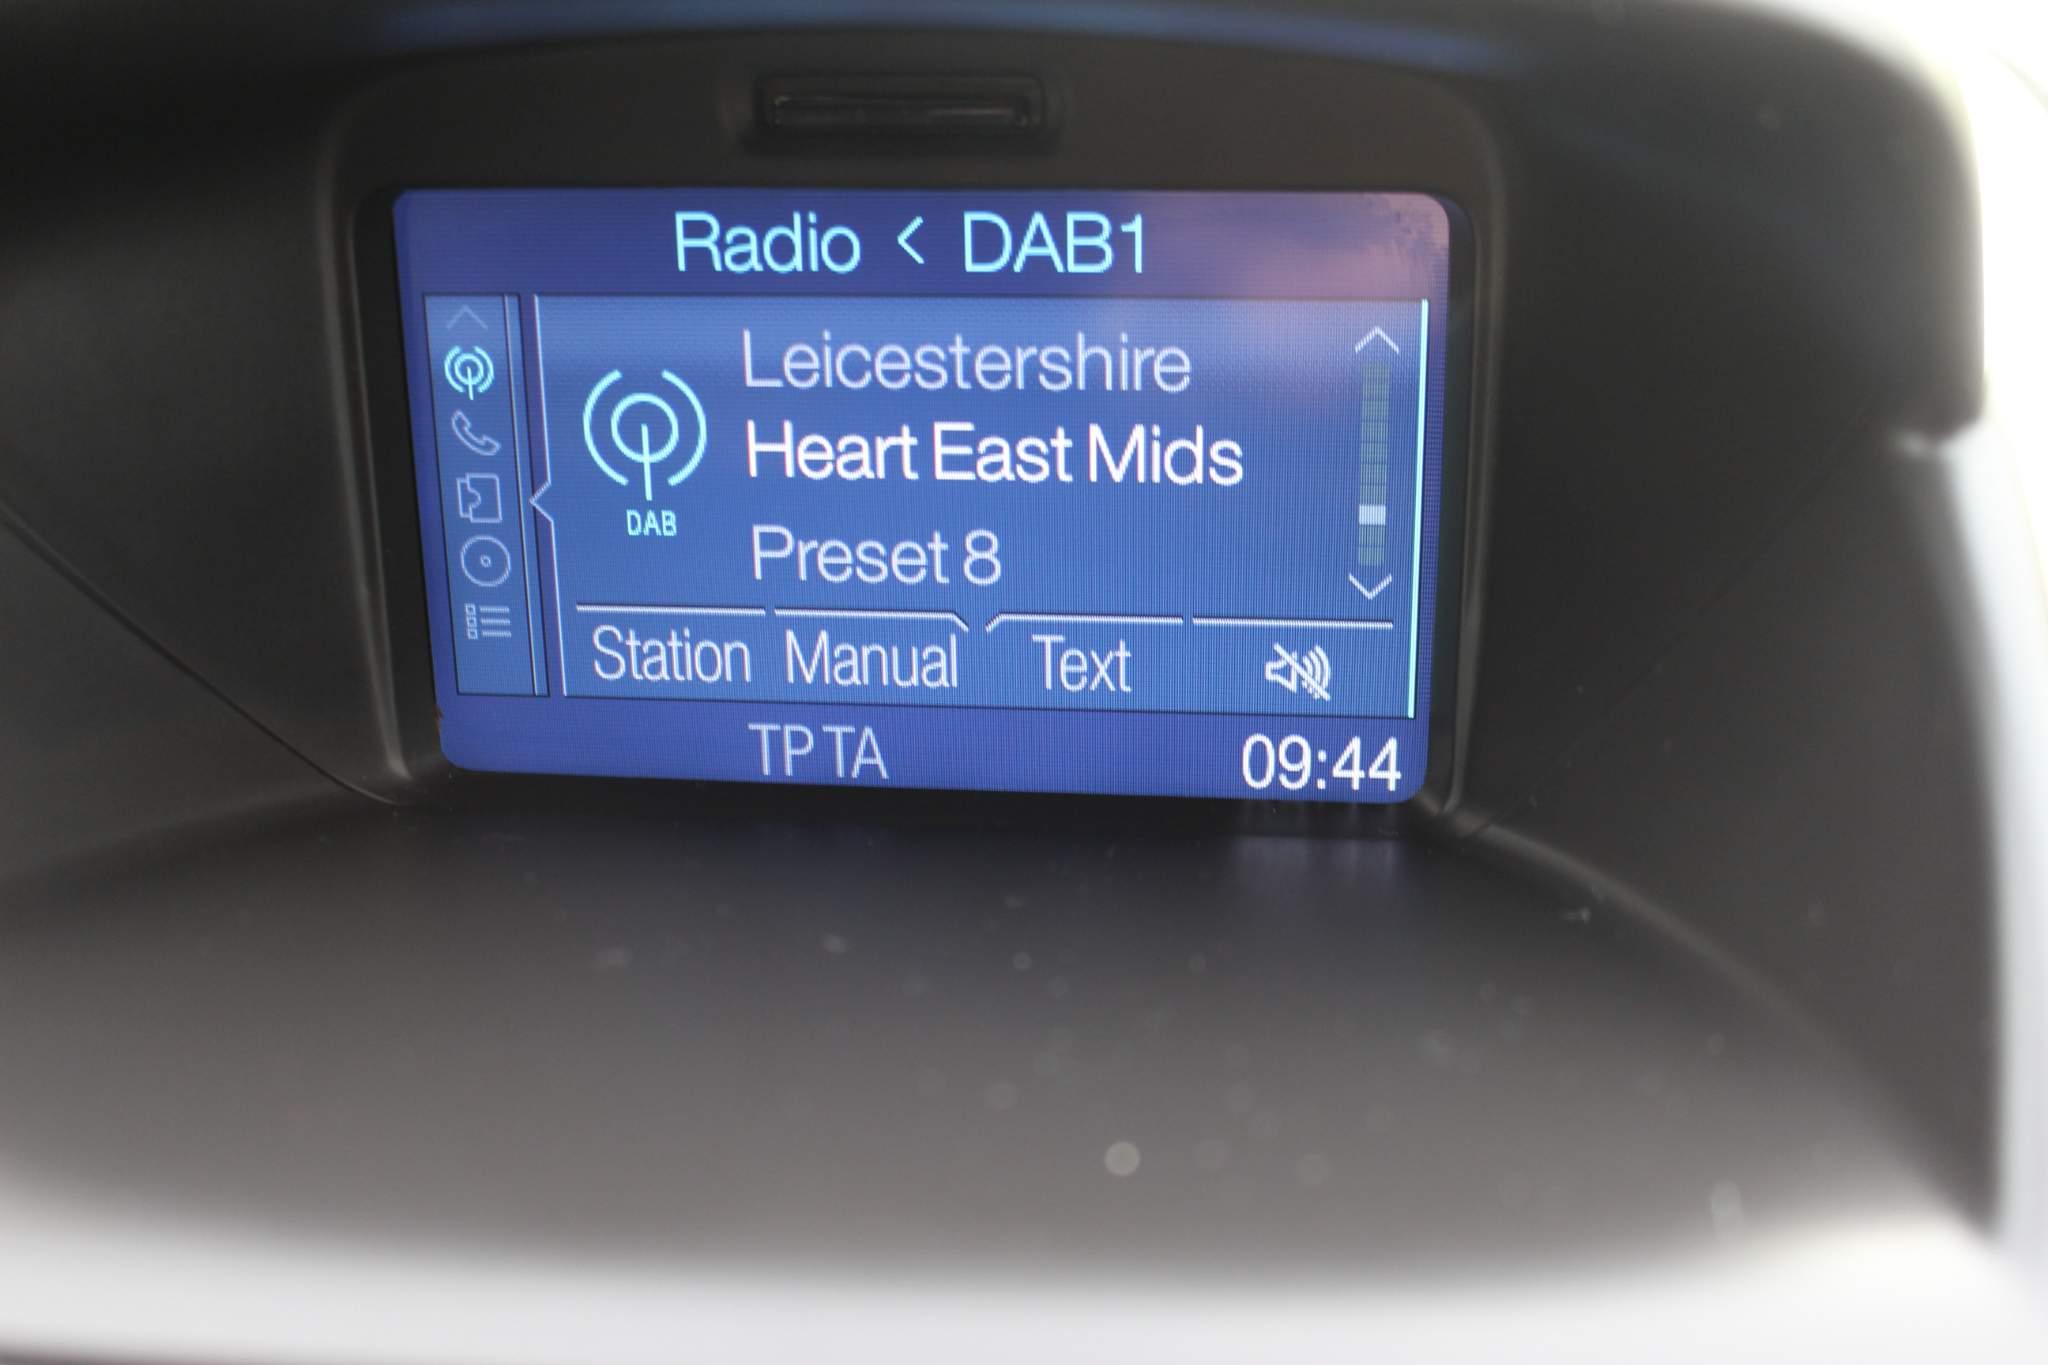 Radio < DAB1
Leicestershire
Heart East Mids
DAB
Preset 8
Station Manual Text
TP TA 09:44